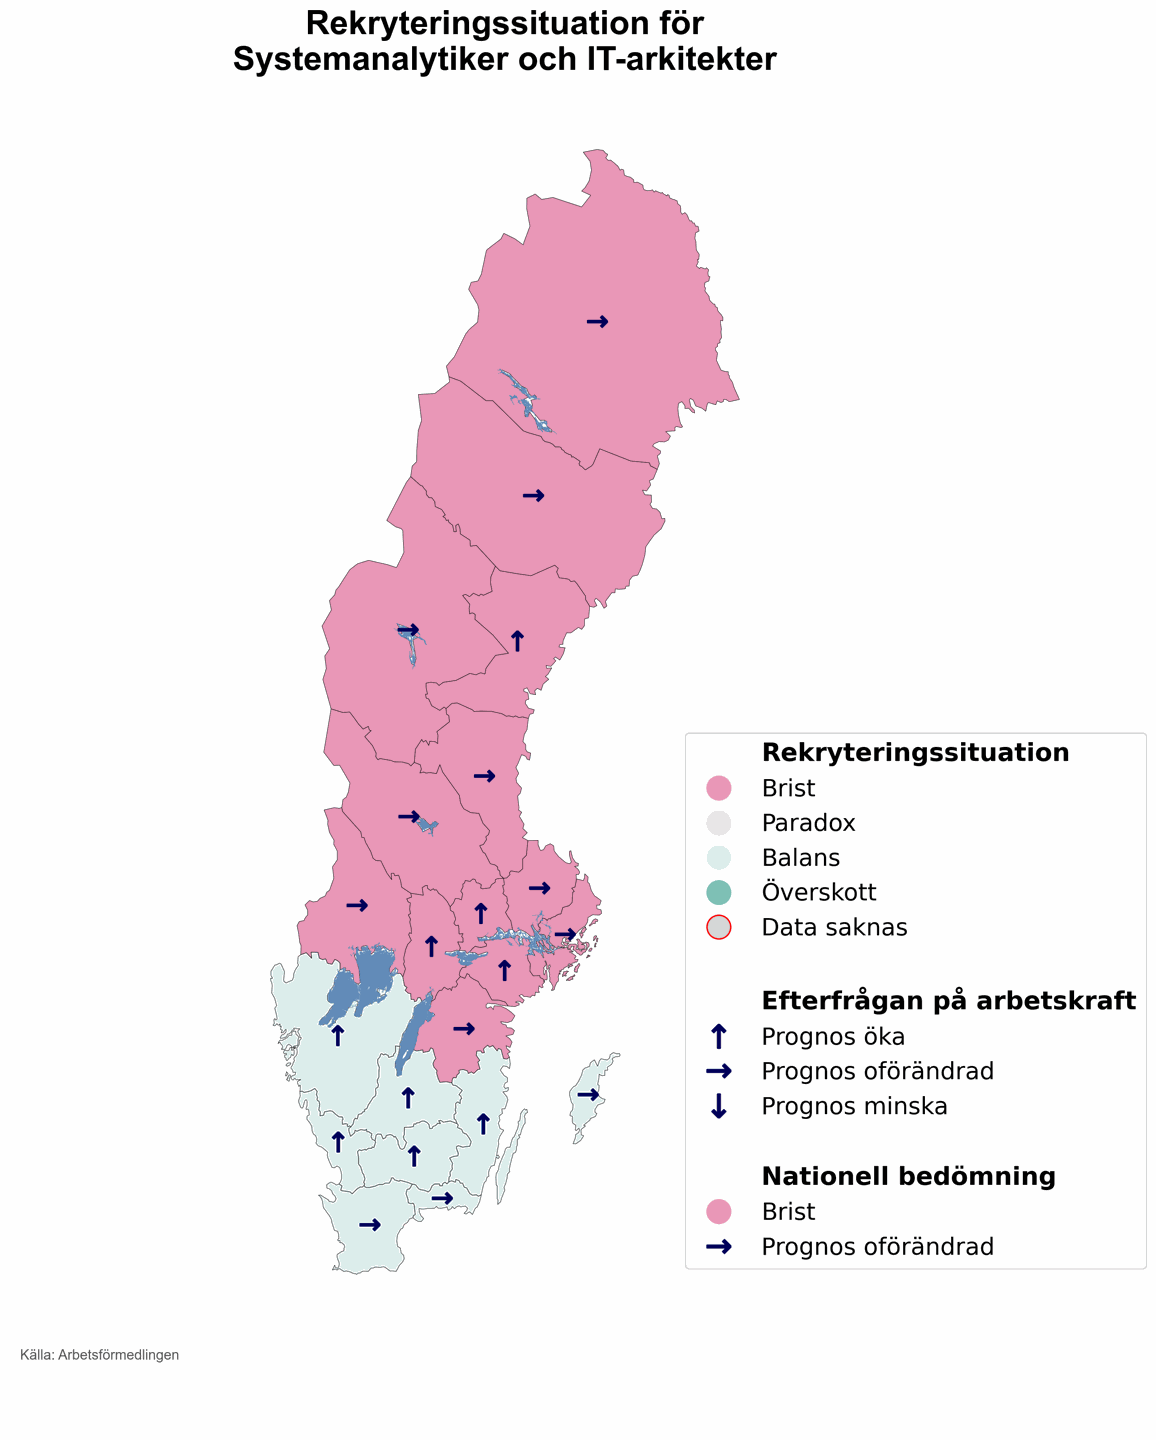 Rekryteringssituation för
Systemanalytiker och IT-arkitekter
Rekryteringssituation
Brist
Paradox
Balans
Överskott
Data saknas
Efterfrågan på arbetskraft
Prognos öka
Prognos oförändrad
Prognos minska
Nationell bedömning
Brist
Prognos oförändrad
Källa: Arbetsförmedlingen